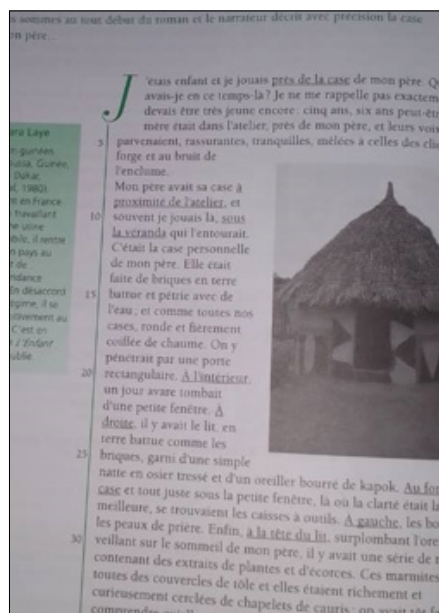 s sommes au tout début du roman et le narrateur décrit avec précision la case
on père...
J'étais enfant et je jouais près de la case de mon père. Q
avais-je en ce temps-là ? Je ne me rappelle pas exactem
devais être très jeune encore : cinq ans, six ans peut-êt
mère était dans l'atelier, près de mon père, et leurs voix
5 parvenaient, rassurantes, tranquilles, mêlées à celles des cli
forge et au bruit de
l'enclume.
Mon père avait sa case à
proximité de l'atelier, et
10 souvent je jouais là, sous
la véranda qui l'entourait.
C'était la case personnelle
de mon père. Elle était
faite de briques en terre
15 battue et pétrie avec de
l'eau ; et comme toutes nos
cases, ronde et fièrement
coiffée de chaume. On y
pénétrait par une porte
20 rectangulaire. À l'intérieur,
un jour avare tombait
d'une petite fenêtre. À
droite, il y avait le lit, en
terre battue comme les
25 briques, garni d'une simple
natte en osier tressé et d'un oreiller bourré de kapok. Au fon
case et tout juste sous la petite fenêtre, là où la clarté était la
meilleure, se trouvaient les caisses à outils. À gauche, les bo
les peaux de prière. Enfin, à la tête du lit, surplombant l'ore
30 veillant sur le sommeil de mon père, il y avait une série de m
contenant des extraits de plantes et d'écorces. Ces marmites
toutes des couvercles de tôle et elles étaient richement et
curieusement cerclées de chapelets de cauris ; on avait tôt
comprendre
ara Laye
guinéen
Guinée,
Dakar,
1980).
en France
travaillant
usine
il rentre
pays au
de
ndance
En désaccord
régime, il se
au
C'est en
l'Enfant
ublié